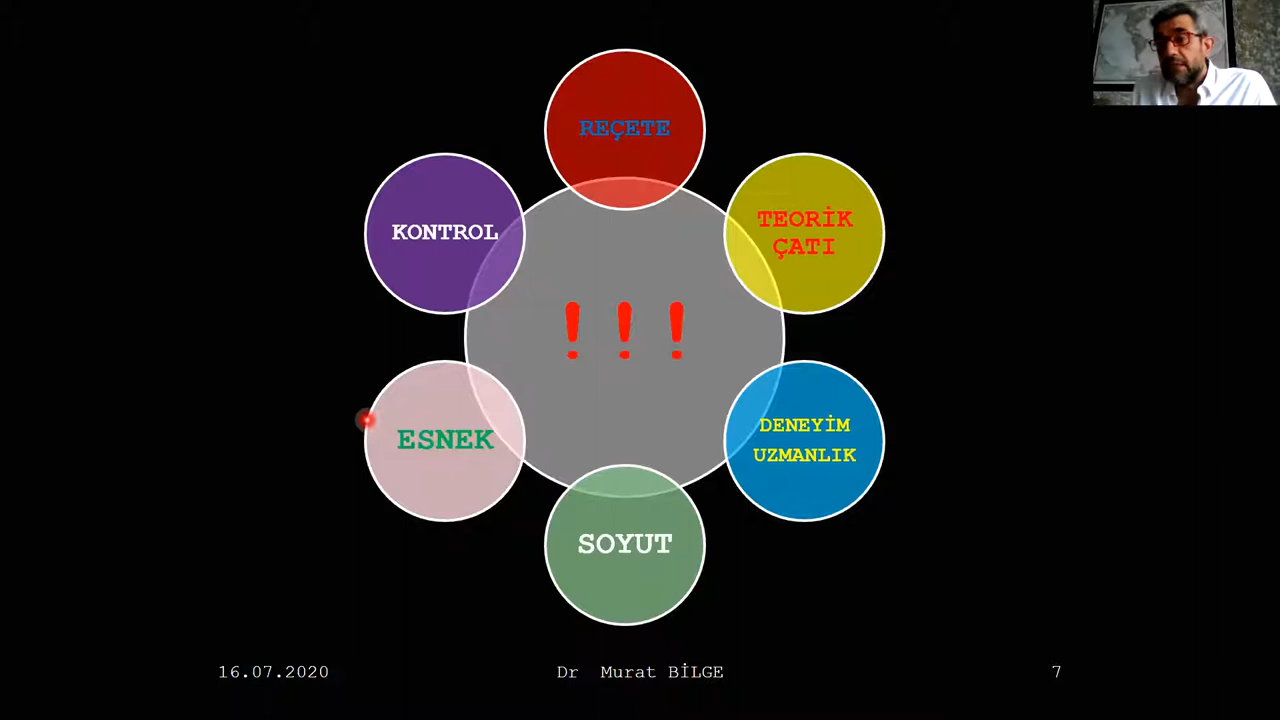 REÇETE
KONTROL
TEORİK
ÇATI
! ! !
ESNEK
DENEYİM
UZMANLIK
SOYUT
16.07.2020
Dr Murat BİLGE
7